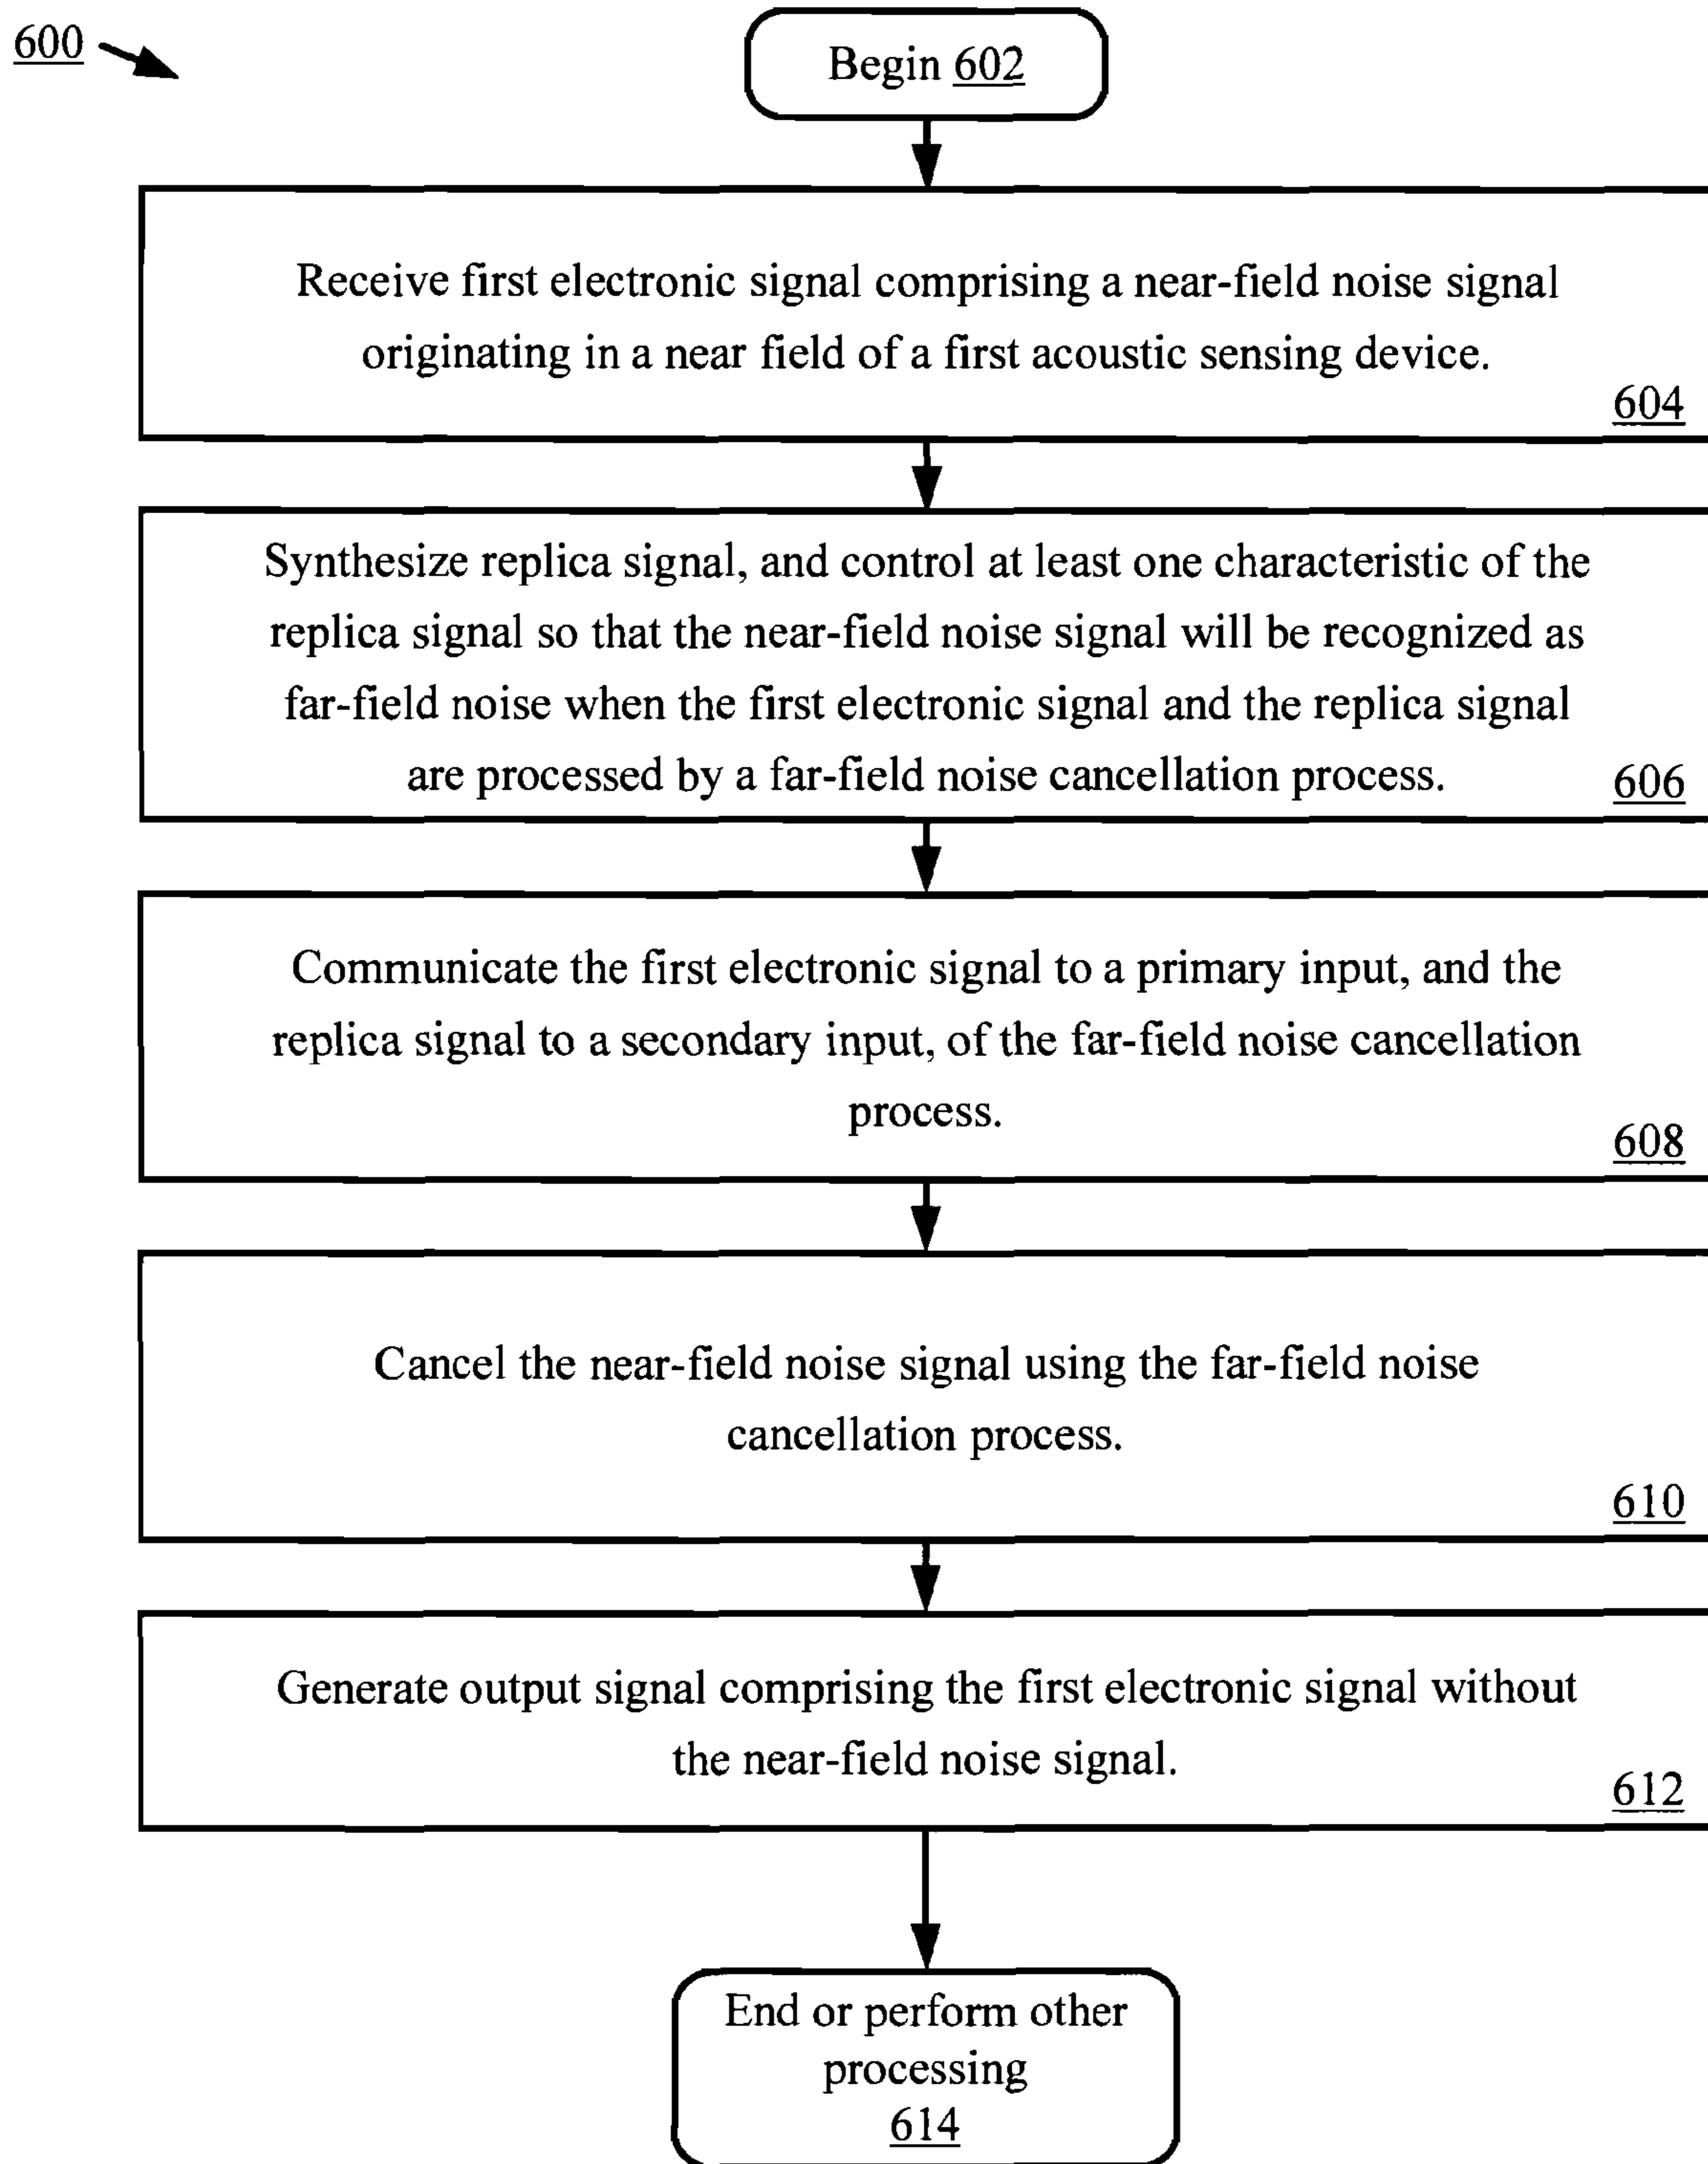 600
Begin 602
Receive first electronic signal comprising a near-field noise signal
originating in a near field of a first acoustic sensing device.
604
Synthesize replica signal, and control at least one characteristic of the
replica signal so that the near-field noise signal will be recognized as
far-field noise when the first electronic signal and the replica signal
are processed by a far-field noise cancellation process.
606
Communicate the first electronic signal to a primary input, and the
replica signal to a secondary input, of the far-field noise cancellation
process.
608
Cancel the near-field noise signal using the far-field noise
cancellation process.
610
Generate output signal comprising the first electronic signal without
the near-field noise signal.
612
End or perform other
processing
614